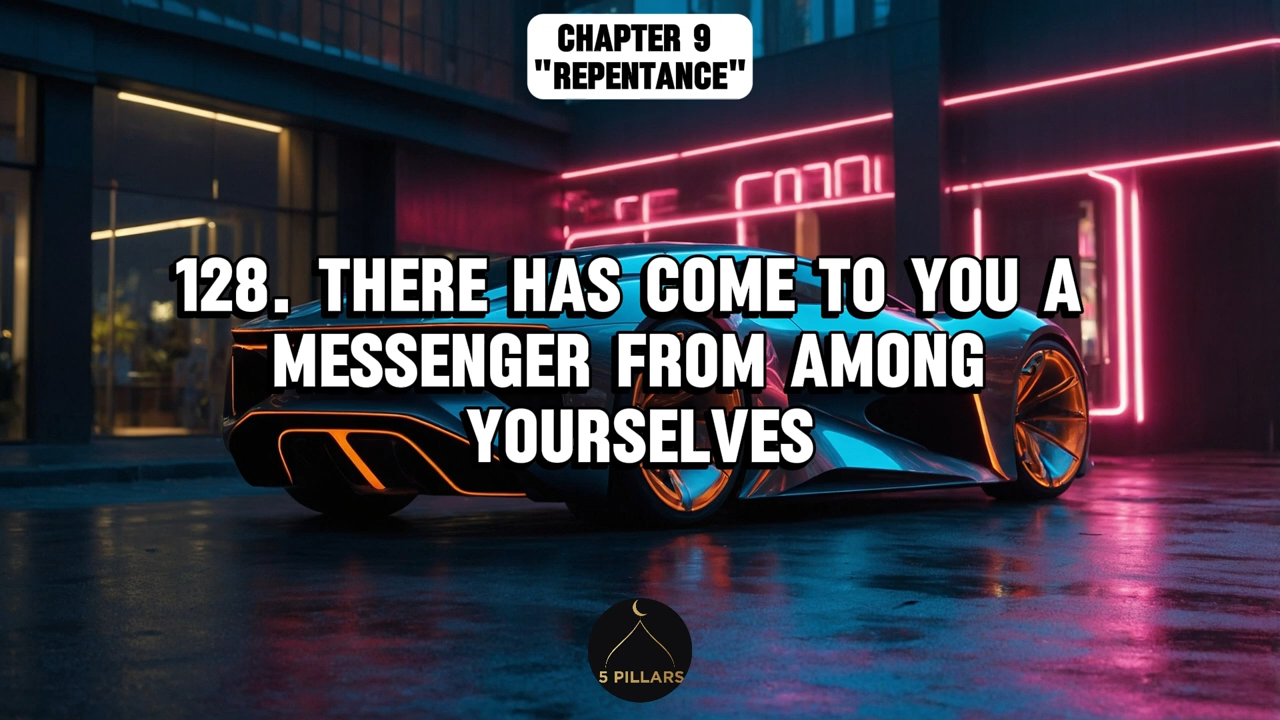 CHAPTER 9
"REPENTANCE"
128. THERE HAS COME TO YOU A
MESSENGER FROM AMONG
YOURSELVES
5 PILLARS